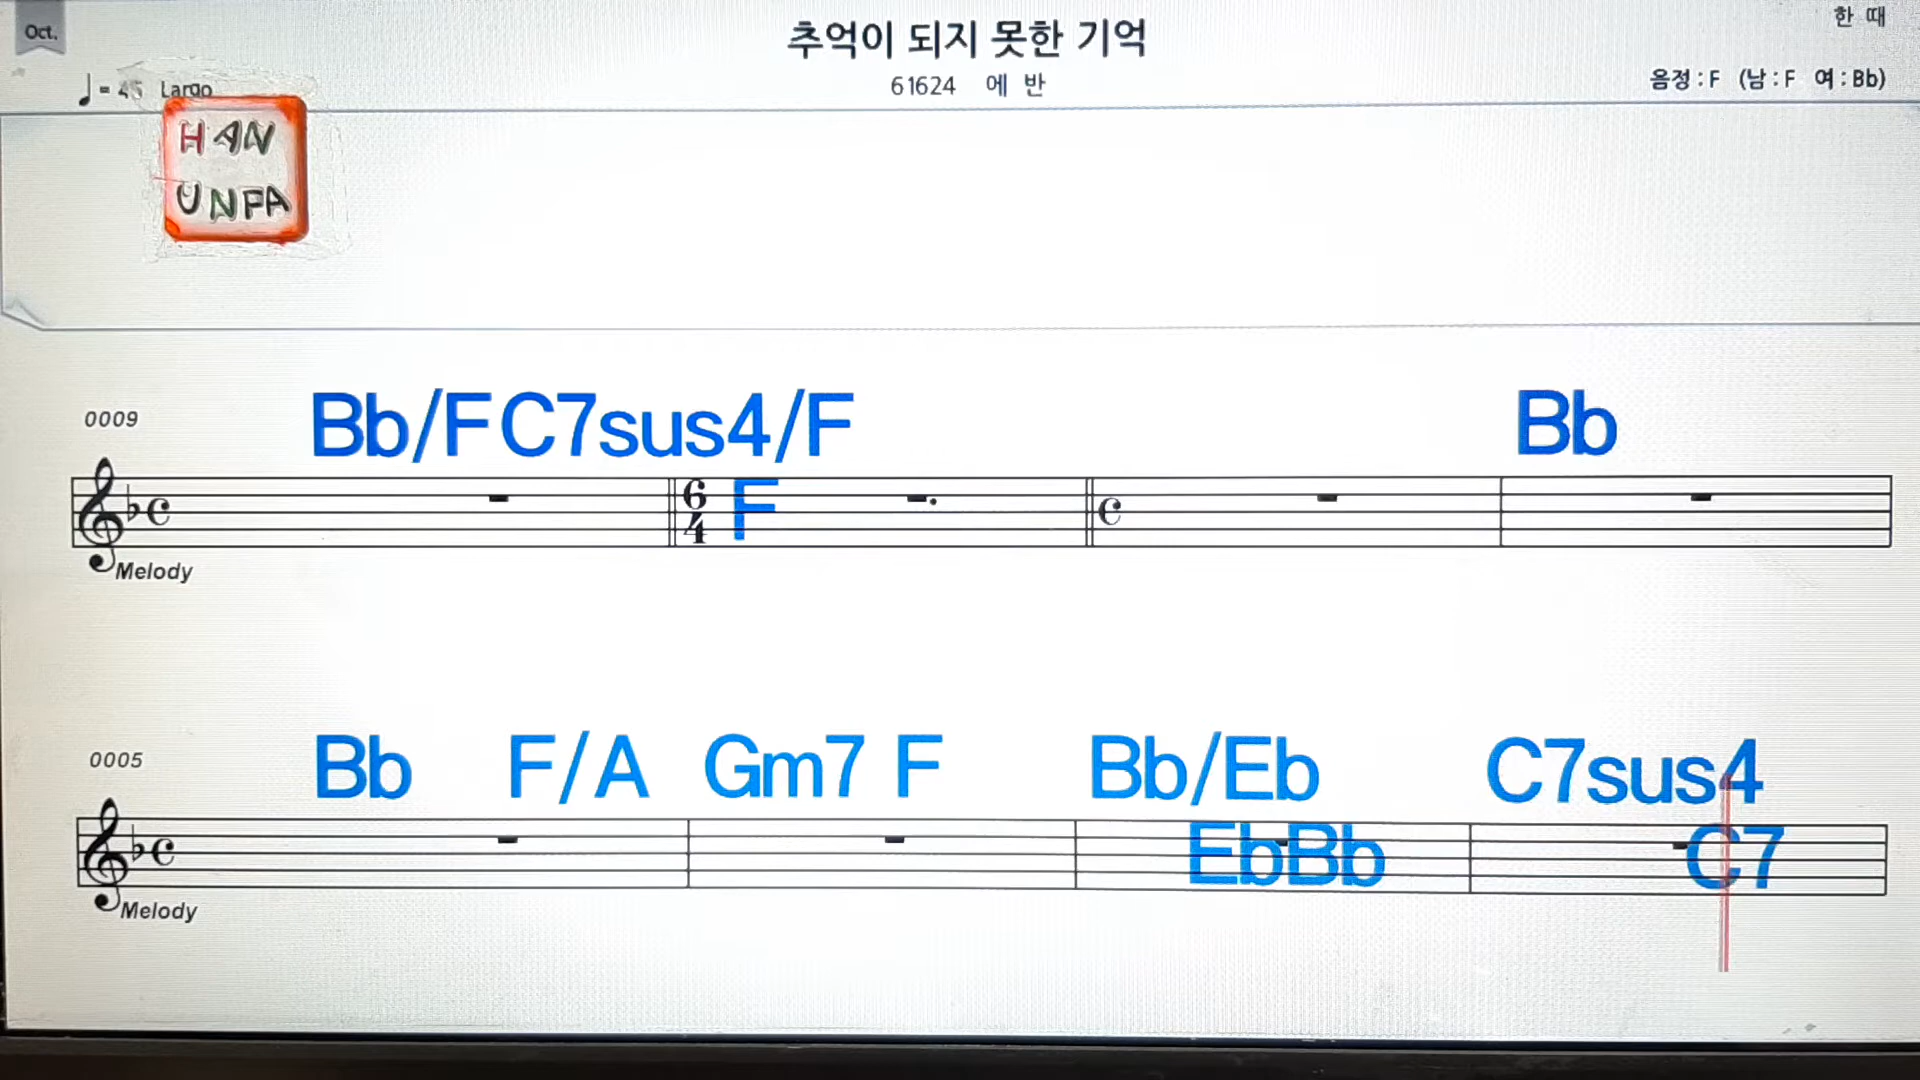 Oct.
추억이 되지 못한 기억
한 때
♩= 45 Largo
61624 에 반
음정 : F (남 : F 여 : Bb)
HAN
UNPA
0009
Bb/F C7sus4/F Bb
6/4 F
Melody
0005
Bb F/A Gm7 F Bb/Eb C7sus4
Eb Bb C7
Melody